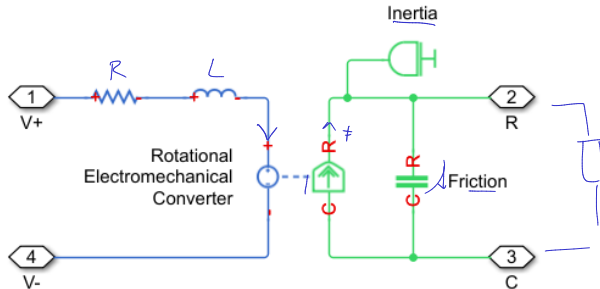 Inertia
R
L
1
V+
2
R
R
Rotational
Electromechanical
Converter
R
Friction
C
C
4
V-
3
C